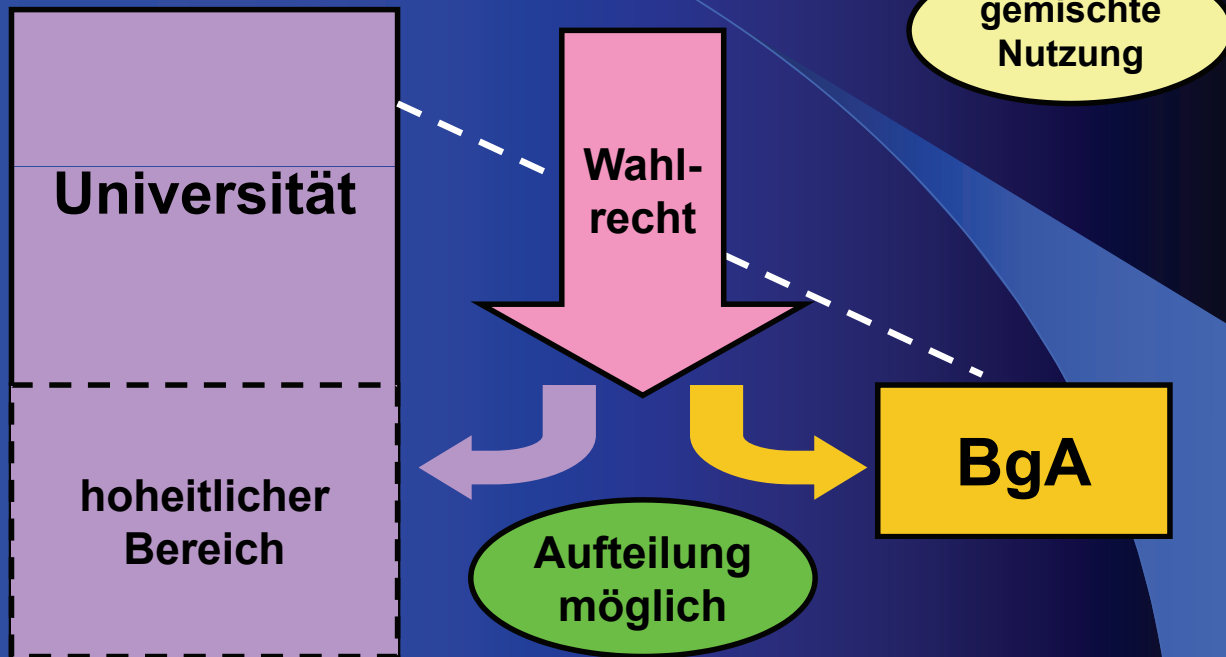 gemischte
Nutzung
Wahl-
recht
Universität
BgA
hoheitlicher
Bereich
Aufteilung
möglich